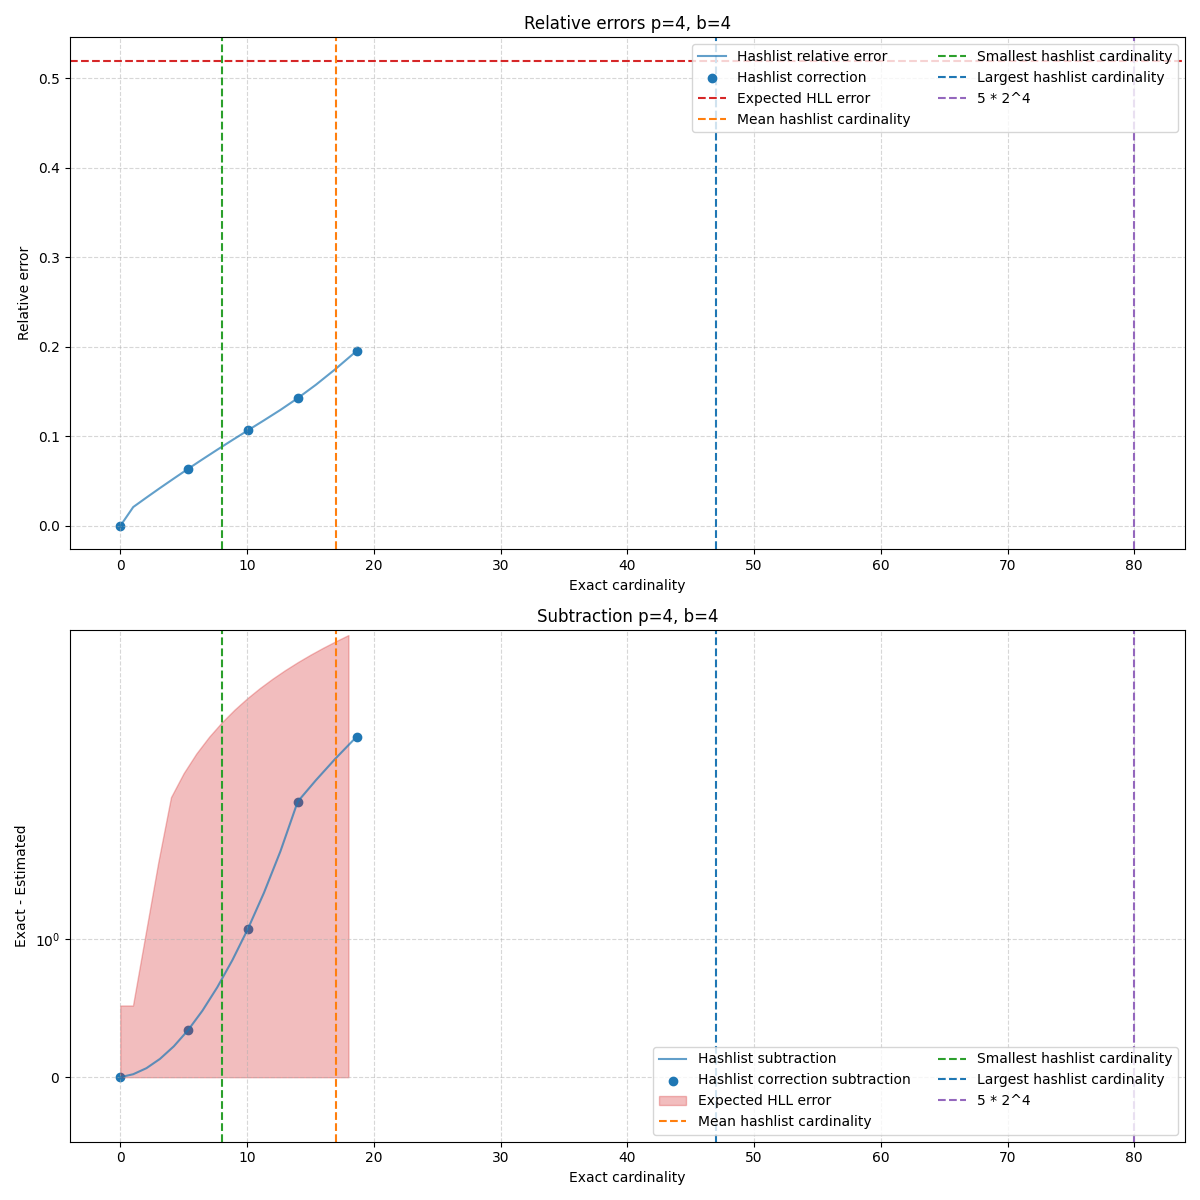 Relative errors p=4, b=4
Relative error
0.5
0.4
0.3
0.2
0.1
0.0
Hashlist relative error
Hashlist correction
Expected HLL error
Mean hashlist cardinality
Smallest hashlist cardinality
Largest hashlist cardinality
5 * 2^4
0 10 20 30 40 50 60 70 80
Exact cardinality
Subtraction p=4, b=4
Exact - Estimated
10⁰
0
Hashlist subtraction
Hashlist correction subtraction
Expected HLL error
Mean hashlist cardinality
Smallest hashlist cardinality
Largest hashlist cardinality
5 * 2^4
0 10 20 30 40 50 60 70 80
Exact cardinality